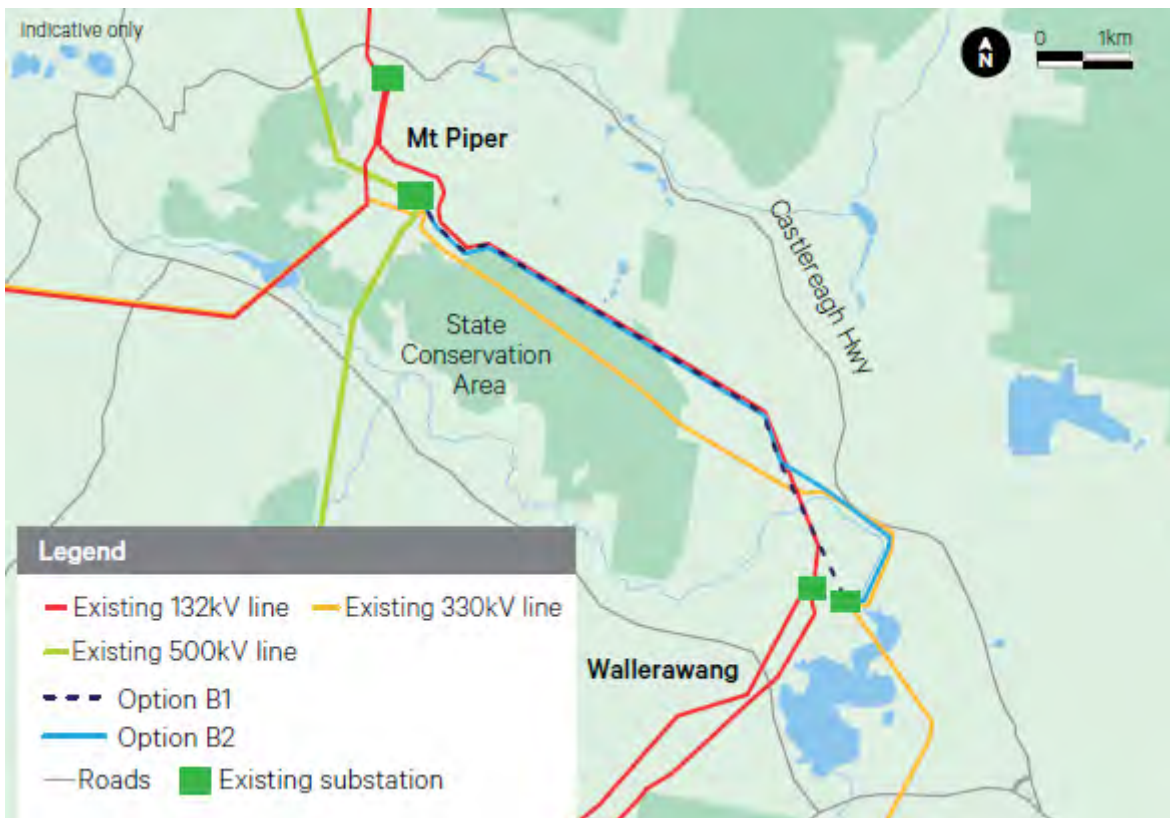 Indicative only
A
N
0 1km
Mt Piper
Castlereagh Hwy
State
Conservation
Area
Legend
Existing 132kV line
Existing 330kV line
Existing 500kV line
Option B1
Option B2
Roads
Existing substation
Wallerawang